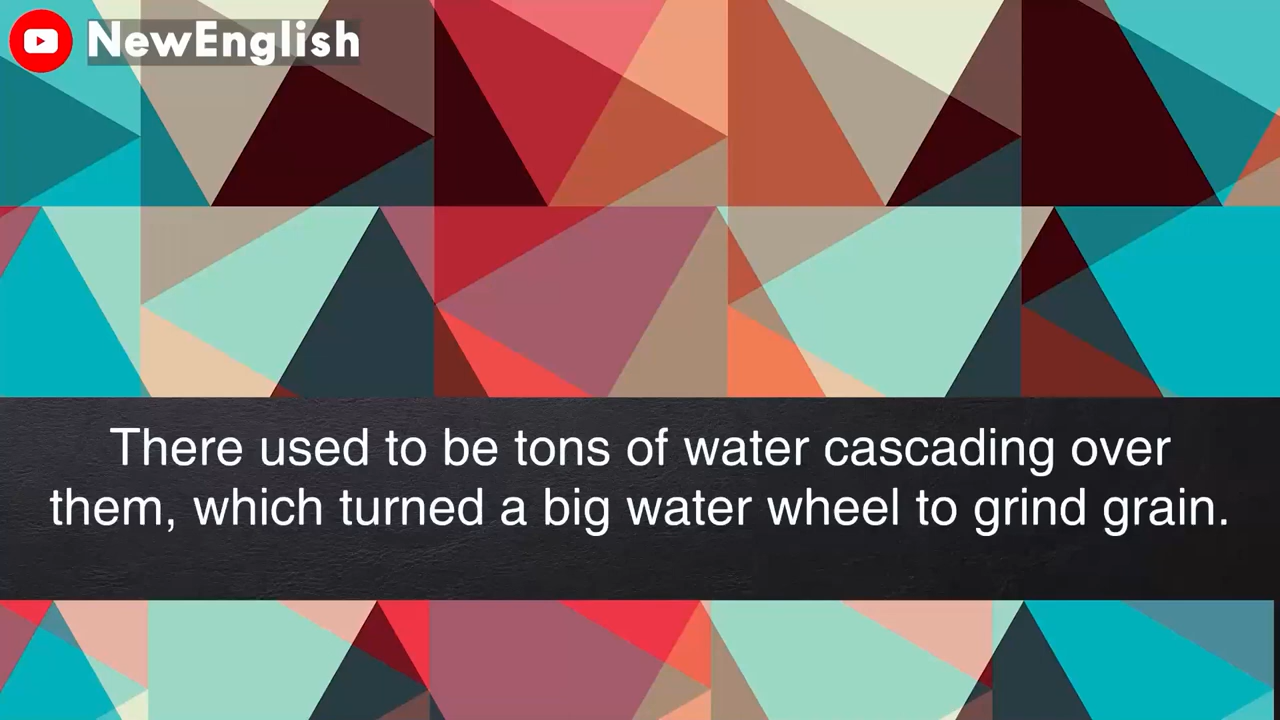 NewEnglish
There used to be tons of water cascading over
them, which turned a big water wheel to grind grain.